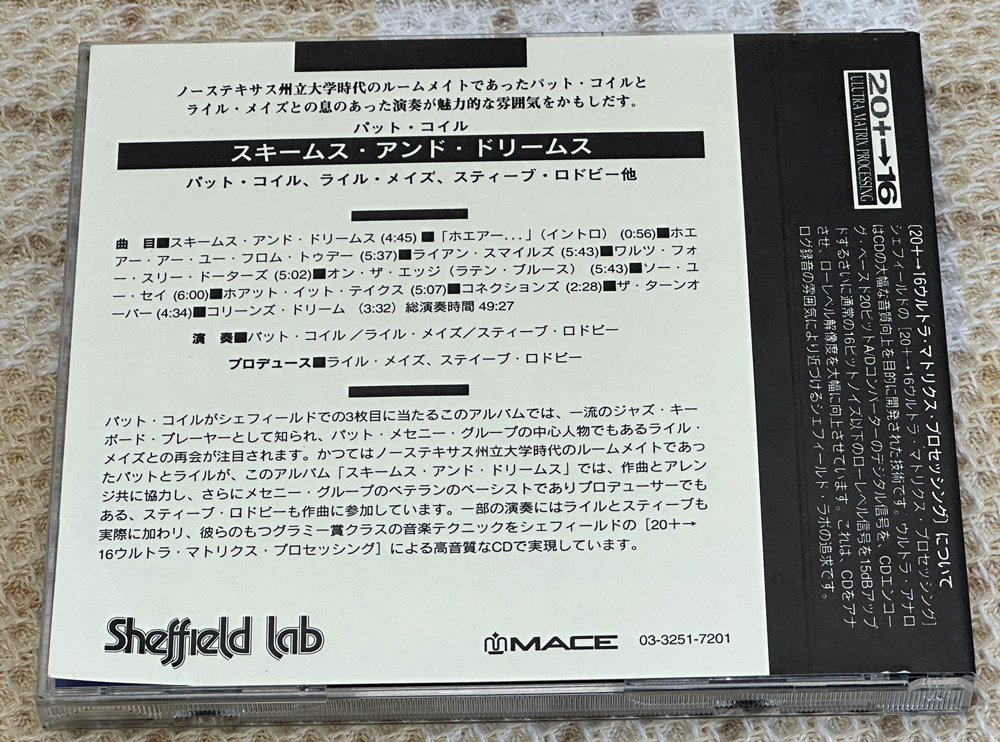 ノーステキサス州立大学時代のルームメイトであったパット・コイルと
ライル・メイズとの息のあった演奏が魅力的な雰囲気をかもしだす。
パット・コイル
スキームス・アンド・ドリームス
パット・コイル、ライル・メイズ、スティーブ・ロドビー他
曲　目■スキームス・アンド・ドリームス (4:45) ■「ホエアー...」(イントロ) (0:56)■ホエ
アー・アー・ユー・フロム・トゥデー (5:37)■ライアン・スマイルズ (5:43)■ワルツ・フォ
ー・スリー・ドーターズ (5:02)■オン・ザ・エッジ (ラテン・ブルース) (5:43)■ソー・ユ
ー・セイ (6:00)■ホアット・イット・テイクス (5:07)■コネクションズ (2:28)■ザ・ターンオ
ーバー (4:34)■コリーンズ・ドリーム (3:32) 総演奏時間 49:27
演　奏■パット・コイル／ライル・メイズ／スティーブ・ロドビー
プロデュース■ライル・メイズ、ステイーブ・ロドビー
パット・コイルがシェフィールドでの3枚目に当たるこのアルバムでは、一流のジャズ・キー
ボード・プレーヤーとして知られ、パット・メセニー・グループの中心人物でもあるライル・
メイズとの再会が注目されます。かつてはノーステキサス州立大学時代のルームメイトであっ
たパットとライルが、このアルバム「スキームス・アンド・ドリームス」では、作曲とアレン
ジ共に協力し、さらにメセニー・グループのベテランのベーシストでありプロデューサーでも
ある、スティーブ・ロドビーも作曲に参加しています。一部の演奏にはライルとスティーブも
実際に加わり、彼らのもつグラミー賞クラスの音楽テクニックをシェフィールドの［20+→
16ウルトラ・マトリクス・プロセッシング］による高音質なCDで実現しています。
Sheffield Lab
MACE
03-3251-7201
20+→16
ULUTRA MATRIX PROCESSING
［20+→16ウルトラ・マトリクス・プロセッシング］について
シェフィールドの［20+→16ウルトラ・マトリクス・プロセッシング］
はCDの大幅な音質向上を目的に開発された技術です。ウルトラ・アナロ
グ・ベースト20ビットA/Dコンバーターのデジタル信号を、CDエンコー
ドするさいに通常の16ビットノイズ以下のローレベル信号を15dBアップ
させ、ローレベル解像度を大幅に向上させています。これは、CDをアナ
ログ録音の雰囲気により近づけるシェフィールド・ラボの追求です。